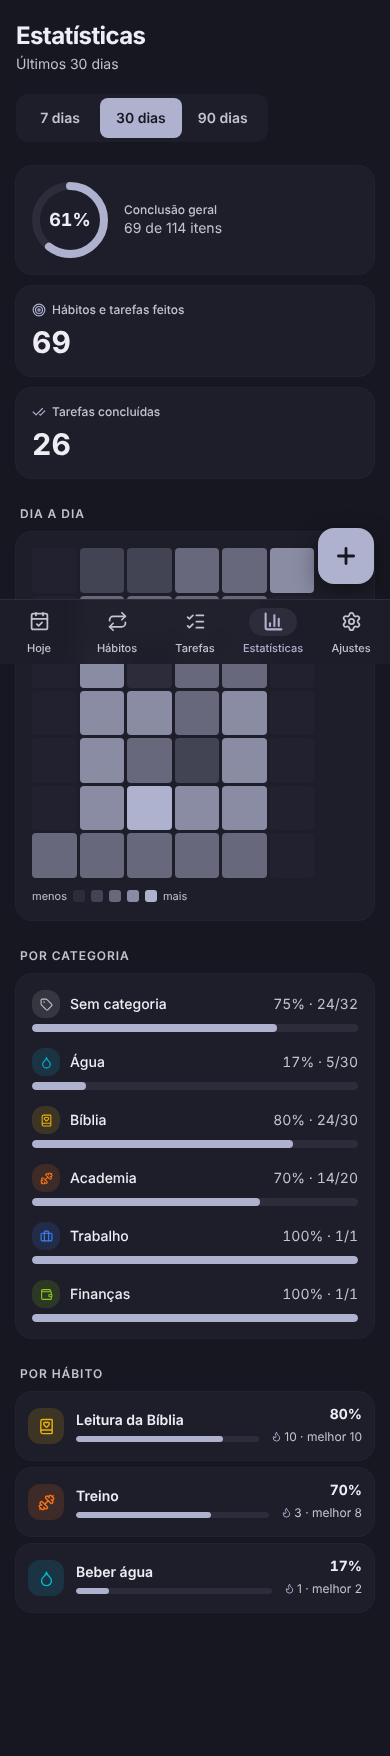 Estatísticas
Últimos 30 dias
7 dias 30 dias 90 dias
61%
Conclusão geral
69 de 114 itens
Hábitos e tarefas feitos
69
Tarefas concluídas
26
DIA A DIA
Hoje Hábitos Tarefas Estatísticas Ajustes
menos mais
POR CATEGORIA
Sem categoria 75% · 24/32
Água 17% · 5/30
Bíblia 80% · 24/30
Academia 70% · 14/20
Trabalho 100% · 1/1
Finanças 100% · 1/1
POR HÁBITO
Leitura da Bíblia 80%
10 · melhor 10
Treino 70%
3 · melhor 8
Beber água 17%
1 · melhor 2